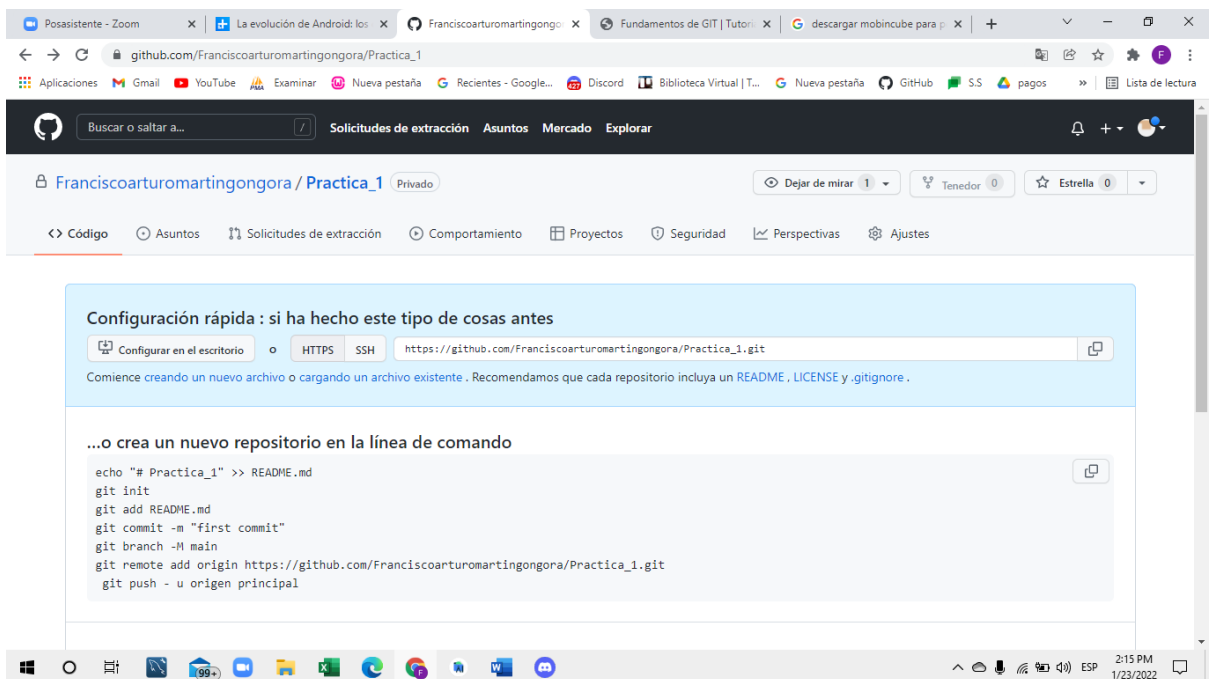 Posasistente - Zoom
La evolución de Android: los
Franciscoarturomartingongo
Fundamentos de GIT | Tutori
descargar mobincube para p
github.com/Franciscoarturomartingongora/Practica_1
Aplicaciones Gmail YouTube Examinar Nueva pestaña Recientes - Google... Discord Biblioteca Virtual | T... Nueva pestaña GitHub S.S pagos » Lista de lectura
Buscar o saltar a... / Solicitudes de extracción Asuntos Mercado Explorar
Franciscoarturomartingongora / Practica_1 Privado Dejar de mirar 1 Tenedor 0 Estrella 0
<> Código Asuntos Solicitudes de extracción Comportamiento Proyectos Seguridad Perspectivas Ajustes
Configuración rápida : si ha hecho este tipo de cosas antes
Configurar en el escritorio o HTTPS SSH https://github.com/Franciscoarturomartingongora/Practica_1.git
Comience creando un nuevo archivo o cargando un archivo existente . Recomendamos que cada repositorio incluya un README , LICENSE y .gitignore .
...o crea un nuevo repositorio en la línea de comando
echo "# Practica_1" >> README.md
git init
git add README.md
git commit -m "first commit"
git branch -M main
git remote add origin https://github.com/Franciscoarturomartingongora/Practica_1.git
git push - u origen principal
99+
ESP
2:15 PM
1/23/2022